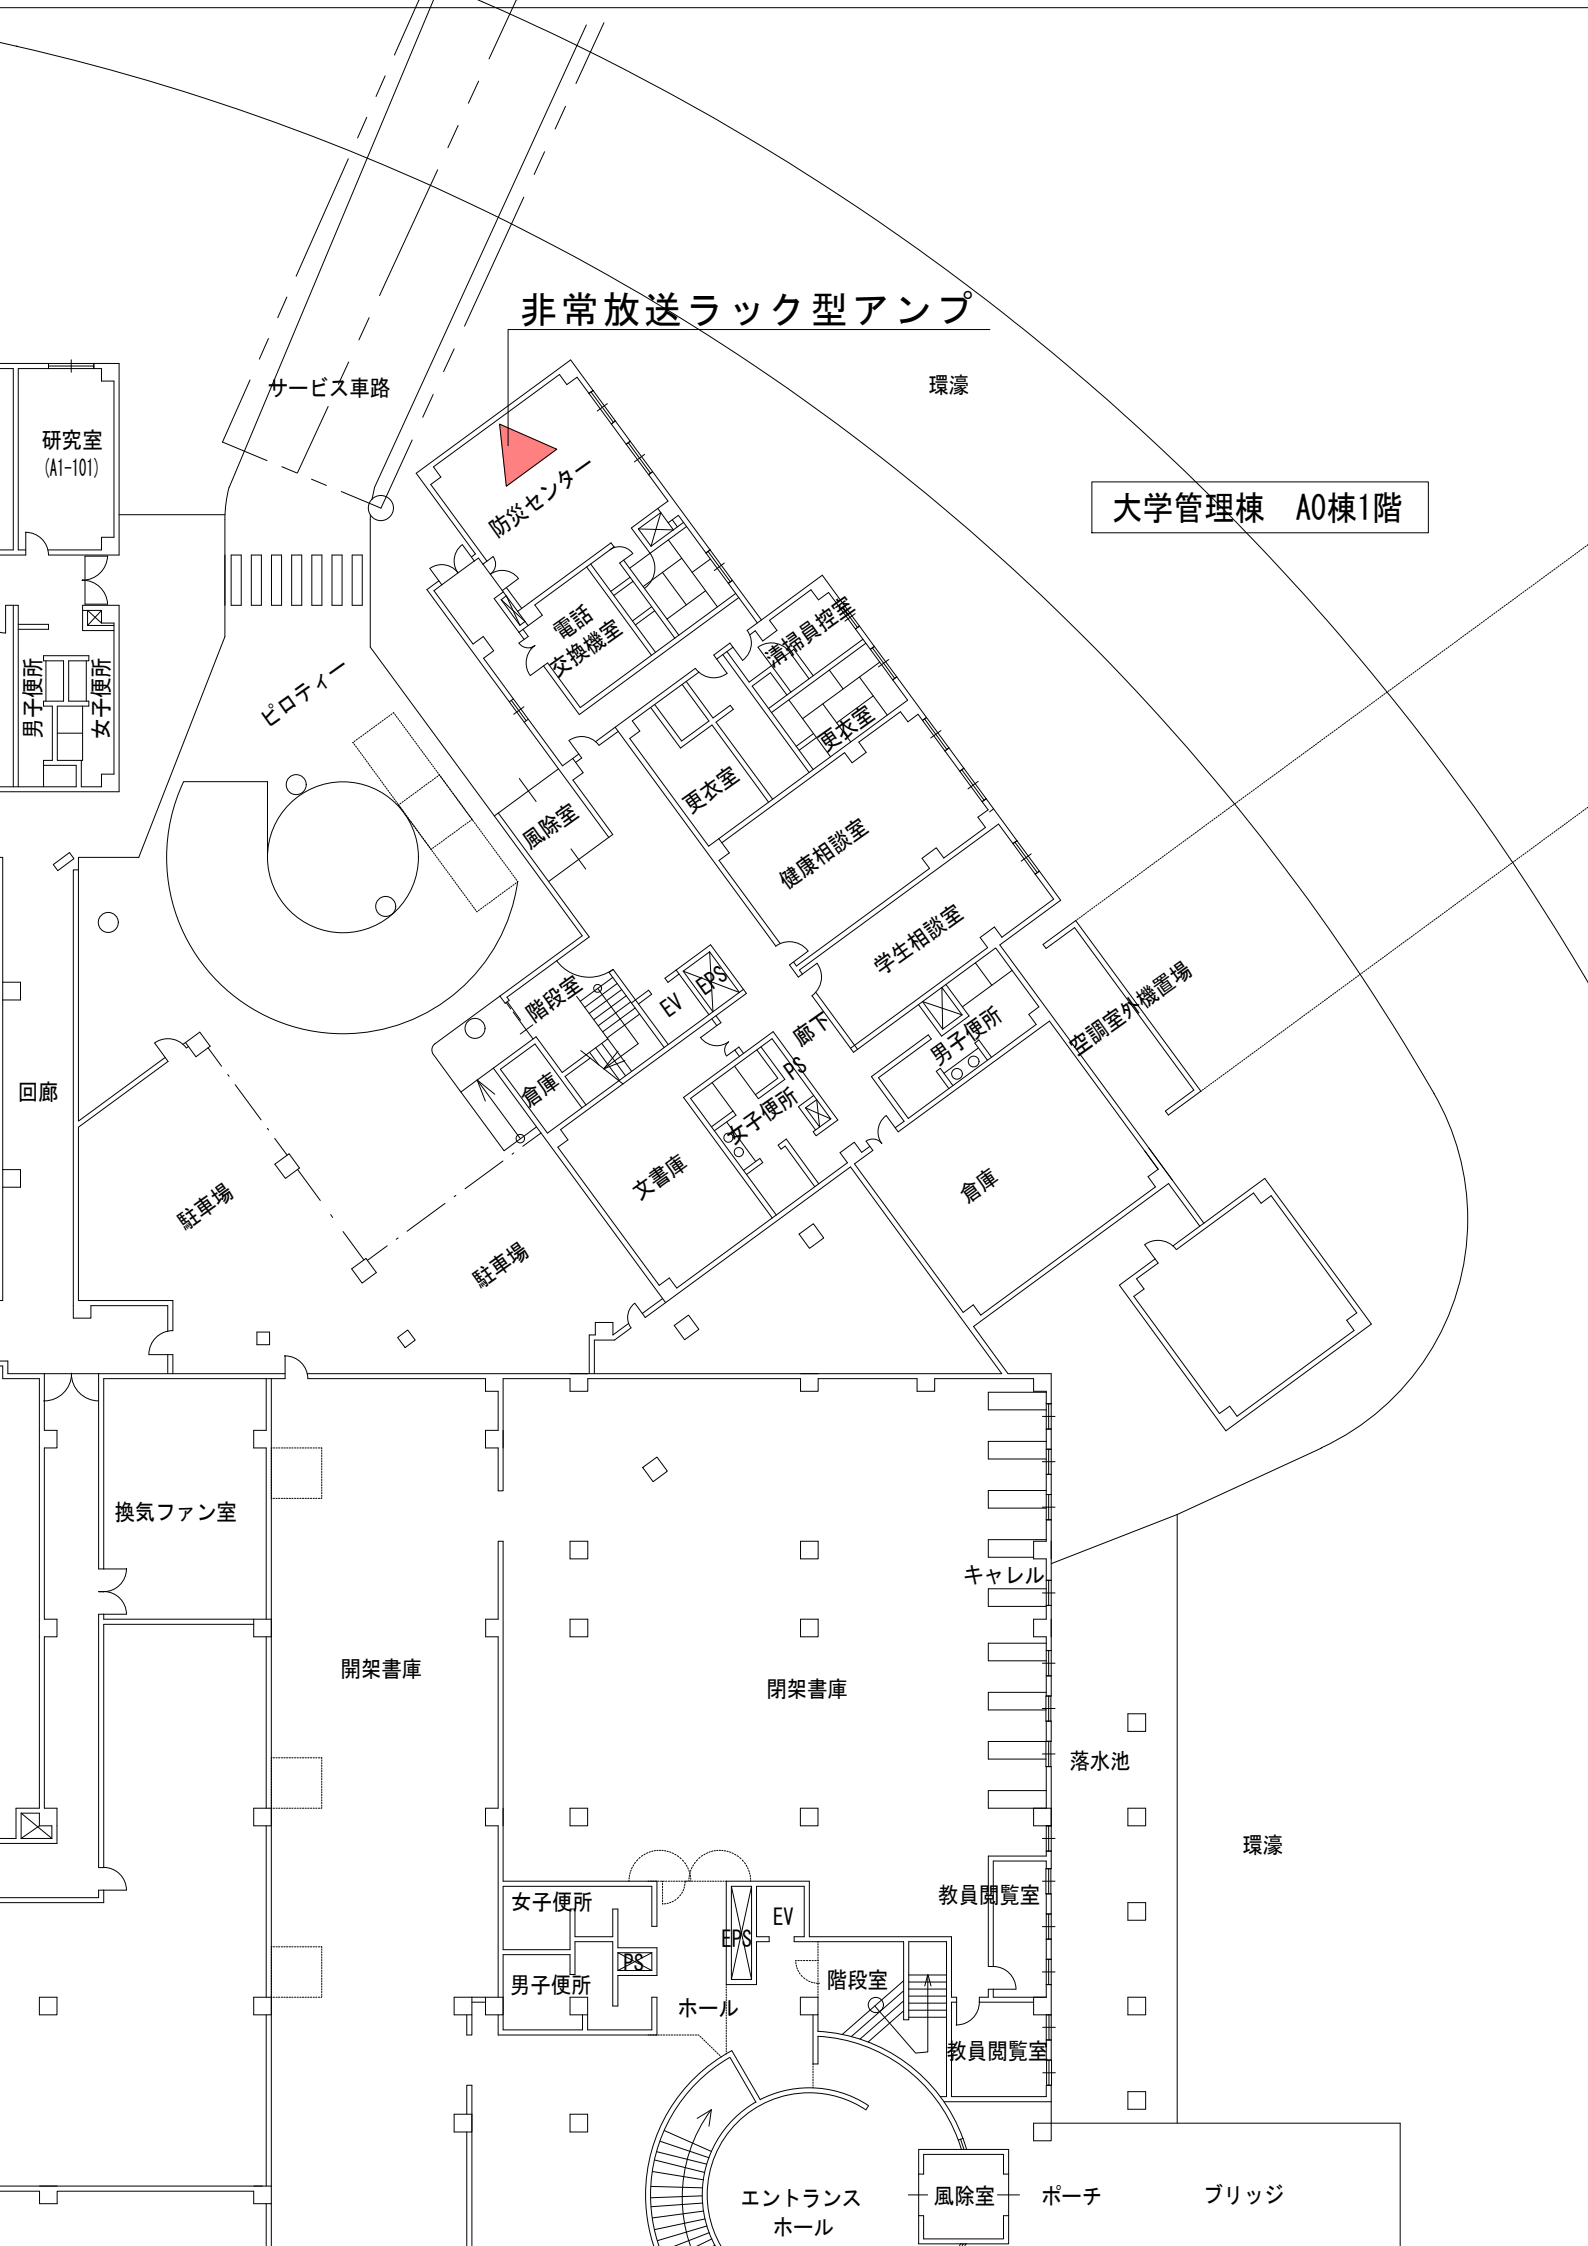 非常放送ラック型アンプ
サービス車路
環濠
研究室
(A1-101)
防災センター
大学管理棟　A0棟1階
電話
交換機室
清掃員控室
男子便所
女子便所
ピロティー
更衣室
更衣室
風除室
健康相談室
学生相談室
階段室
EV
EPS
廊下
男子便所
空調室外機置場
PS
回廊
倉庫
女子便所
文書庫
倉庫
駐車場
駐車場
換気ファン室
キャレル
開架書庫
閉架書庫
落水池
環濠
教員閲覧室
女子便所
EV
EPS
PS
男子便所
階段室
ホール
教員閲覧室
エントランス
ホール
風除室
ポーチ
ブリッジ